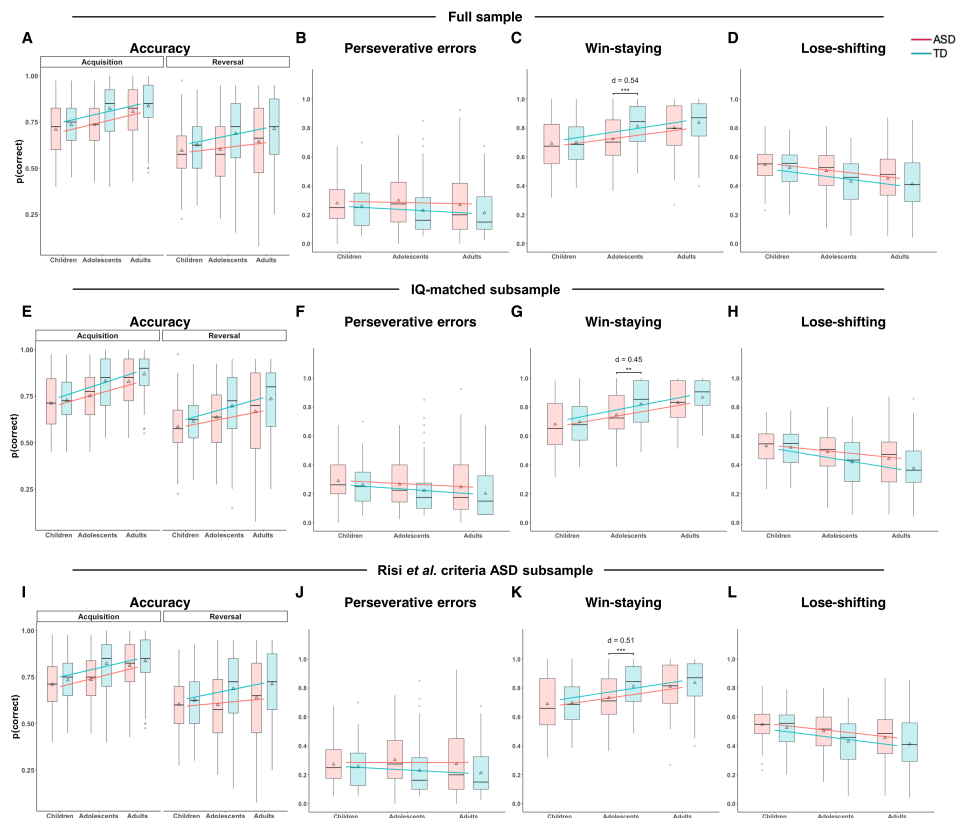 Full sample
A
B
C
D
ASD
TD
Accuracy
Perseverative errors
Win-staying
Lose-shifting
Acquisition
Reversal
p(correct)
1.00
0.75
0.50
0.25
1.0
0.8
0.6
0.4
0.2
0.0
1.0
0.8
0.6
0.4
0.2
0.0
1.0
0.8
0.6
0.4
0.2
0.0
d = 0.54
***
Children Adolescents Adults Children Adolescents Adults
Children Adolescents Adults
Children Adolescents Adults
Children Adolescents Adults
IQ-matched subsample
E
F
G
H
Accuracy
Perseverative errors
Win-staying
Lose-shifting
Acquisition
Reversal
p(correct)
1.00
0.75
0.50
0.25
1.0
0.8
0.6
0.4
0.2
0.0
1.0
0.8
0.6
0.4
0.2
0.0
1.0
0.8
0.6
0.4
0.2
0.0
d = 0.45
**
Children Adolescents Adults Children Adolescents Adults
Children Adolescents Adults
Children Adolescents Adults
Children Adolescents Adults
Risi et al. criteria ASD subsample
I
J
K
L
Accuracy
Perseverative errors
Win-staying
Lose-shifting
Acquisition
Reversal
p(correct)
1.00
0.75
0.50
0.25
1.0
0.8
0.6
0.4
0.2
0.0
1.0
0.8
0.6
0.4
0.2
0.0
1.0
0.8
0.6
0.4
0.2
0.0
d = 0.51
***
Children Adolescents Adults Children Adolescents Adults
Children Adolescents Adults
Children Adolescents Adults
Children Adolescents Adults